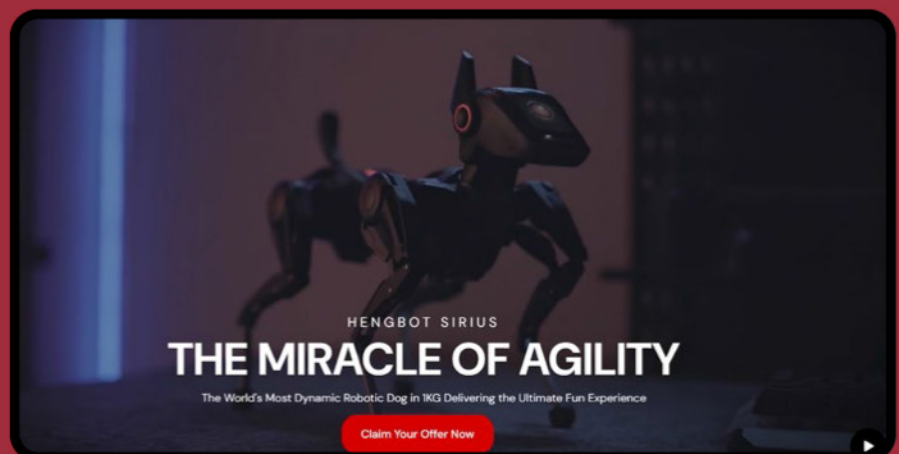 HENGBOT SIRIUS
THE MIRACLE OF AGILITY
The World's Most Dynamic Robotic Dog in 1KG Delivering the Ultimate Fun Experience
Claim Your Offer Now